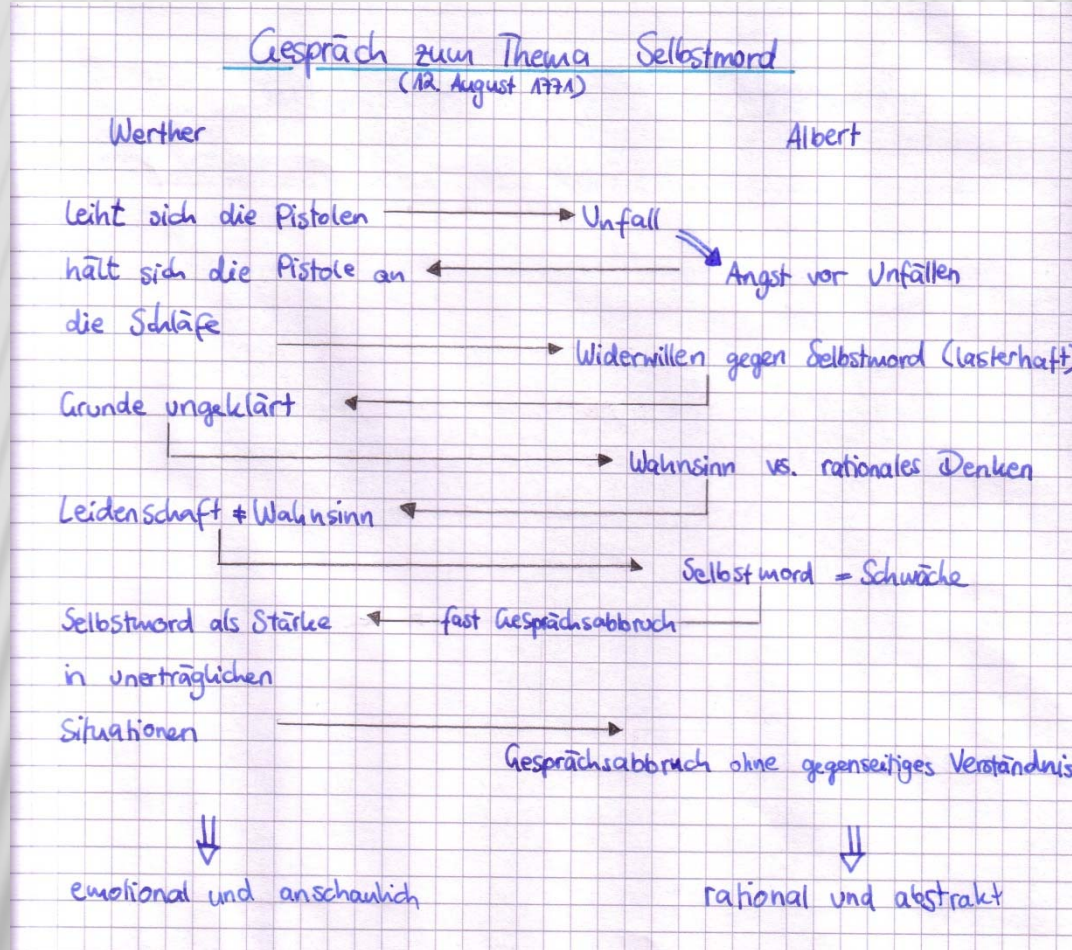 Gespräch zum Thema Selbstmord
(12. August 1771)
Werther Albert
Leiht sich die Pistolen Unfall
hält sich die Pistole an Angst vor Unfällen
die Schläfe
Widerwillen gegen Selbstmord (lasterhaft)
Grunde ungeklärt
Wahnsinn vs. rationales Denken
Leidenschaft ≠ Wahnsinn
Selbstmord = Schwäche
Selbstmord als Stärke fast Gesprächsabbruch
in unerträglichen
Situationen
Gesprächsabbruch ohne gegenseitiges Verständnis
emotional und anschaulich rational und abstrakt